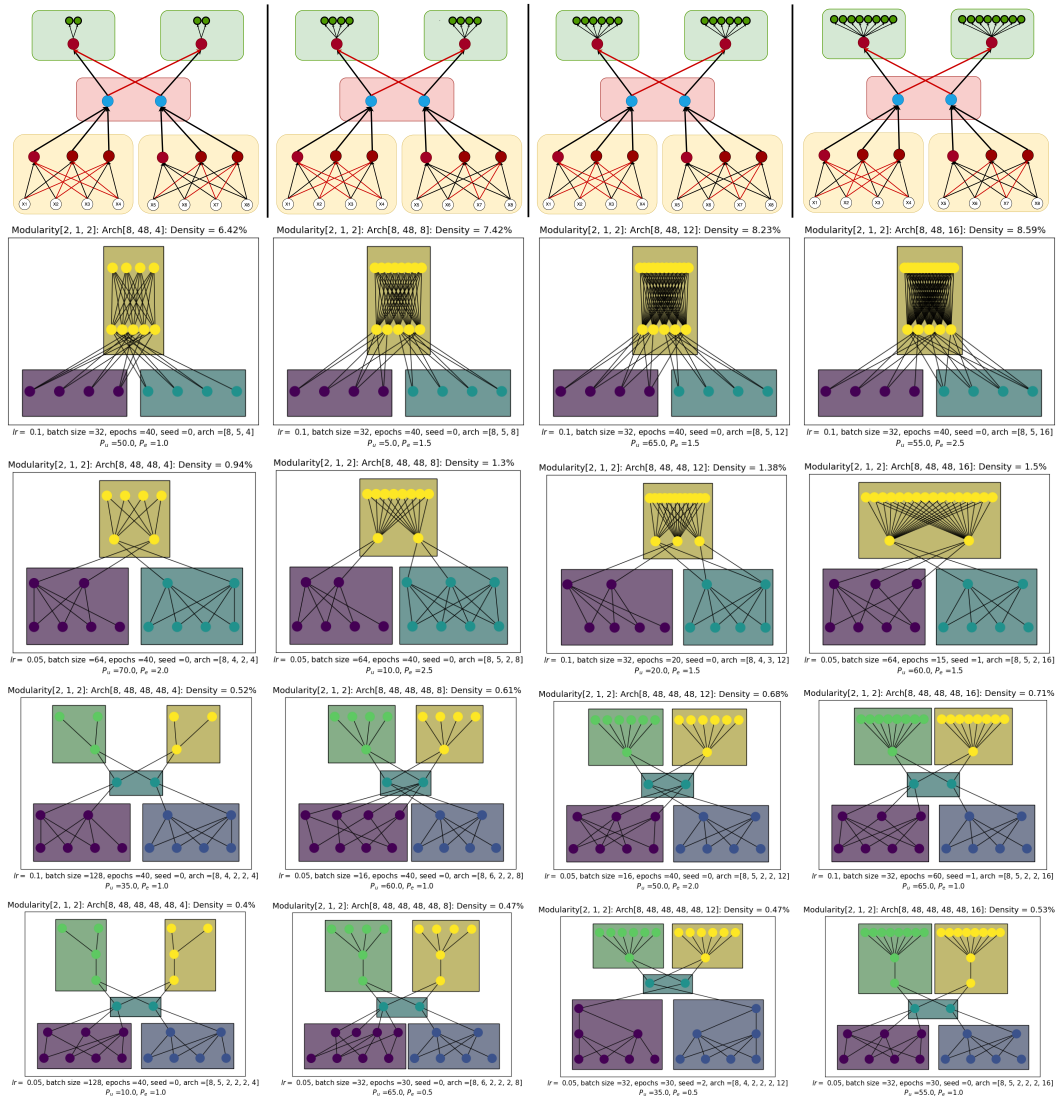 X1 X2 X3 X4 X5 X6 X7 X8
X1 X2 X3 X4 X5 X6 X7 X8
X1 X2 X3 X4 X5 X6 X7 X8
X1 X2 X3 X4 X5 X6 X7 X8
Modularity[2, 1, 2]: Arch[8, 48, 4]: Density = 6.42%
Modularity[2, 1, 2]: Arch[8, 48, 8]: Density = 7.42%
Modularity[2, 1, 2]: Arch[8, 48, 12]: Density = 8.23%
Modularity[2, 1, 2]: Arch[8, 48, 16]: Density = 8.59%
lr = 0.1, batch size =32, epochs =40, seed =0, arch =[8, 5, 4]
Pu =50.0, Pe =1.0
lr = 0.1, batch size =32, epochs =40, seed =0, arch =[8, 5, 8]
Pu =5.0, Pe =1.5
lr = 0.1, batch size =32, epochs =40, seed =0, arch =[8, 5, 12]
Pu =65.0, Pe =1.5
lr = 0.1, batch size =32, epochs =40, seed =0, arch =[8, 5, 16]
Pu =55.0, Pe =2.5
Modularity[2, 1, 2]: Arch[8, 48, 48, 4]: Density = 0.94%
Modularity[2, 1, 2]: Arch[8, 48, 48, 8]: Density = 1.3%
Modularity[2, 1, 2]: Arch[8, 48, 48, 12]: Density = 1.38%
Modularity[2, 1, 2]: Arch[8, 48, 48, 16]: Density = 1.5%
lr = 0.05, batch size =64, epochs =40, seed =0, arch =[8, 4, 2, 4]
Pu =70.0, Pe =2.0
lr = 0.05, batch size =64, epochs =40, seed =0, arch =[8, 5, 2, 8]
Pu =10.0, Pe =2.5
lr = 0.1, batch size =32, epochs =20, seed =0, arch =[8, 4, 3, 12]
Pu =20.0, Pe =1.5
lr = 0.05, batch size =64, epochs =15, seed =1, arch =[8, 5, 2, 16]
Pu =60.0, Pe =1.5
Modularity[2, 1, 2]: Arch[8, 48, 48, 48, 4]: Density = 0.52%
Modularity[2, 1, 2]: Arch[8, 48, 48, 48, 8]: Density = 0.61%
Modularity[2, 1, 2]: Arch[8, 48, 48, 48, 12]: Density = 0.68%
Modularity[2, 1, 2]: Arch[8, 48, 48, 48, 16]: Density = 0.71%
lr = 0.1, batch size =128, epochs =40, seed =0, arch =[8, 4, 2, 2, 4]
Pu =35.0, Pe =1.0
lr = 0.05, batch size =16, epochs =40, seed =0, arch =[8, 6, 2, 2, 8]
Pu =60.0, Pe =1.0
lr = 0.05, batch size =16, epochs =40, seed =0, arch =[8, 5, 2, 2, 12]
Pu =50.0, Pe =2.0
lr = 0.1, batch size =32, epochs =60, seed =0, arch =[8, 5, 2, 2, 16]
Pu =65.0, Pe =1.0
Modularity[2, 1, 2]: Arch[8, 48, 48, 48, 48, 4]: Density = 0.4%
Modularity[2, 1, 2]: Arch[8, 48, 48, 48, 48, 8]: Density = 0.47%
Modularity[2, 1, 2]: Arch[8, 48, 48, 48, 48, 12]: Density = 0.47%
Modularity[2, 1, 2]: Arch[8, 48, 48, 48, 48, 16]: Density = 0.53%
lr = 0.05, batch size =128, epochs =40, seed =0, arch =[8, 5, 2, 2, 2, 4]
Pu =10.0, Pe =1.0
lr = 0.05, batch size =32, epochs =30, seed =0, arch =[8, 6, 2, 2, 2, 8]
Pu =65.0, Pe =0.5
lr = 0.05, batch size =32, epochs =30, seed =2, arch =[8, 4, 2, 2, 2, 12]
Pu =35.0, Pe =0.5
lr = 0.05, batch size =32, epochs =30, seed =0, arch =[8, 5, 2, 2, 2, 16]
Pu =55.0, Pe =1.0